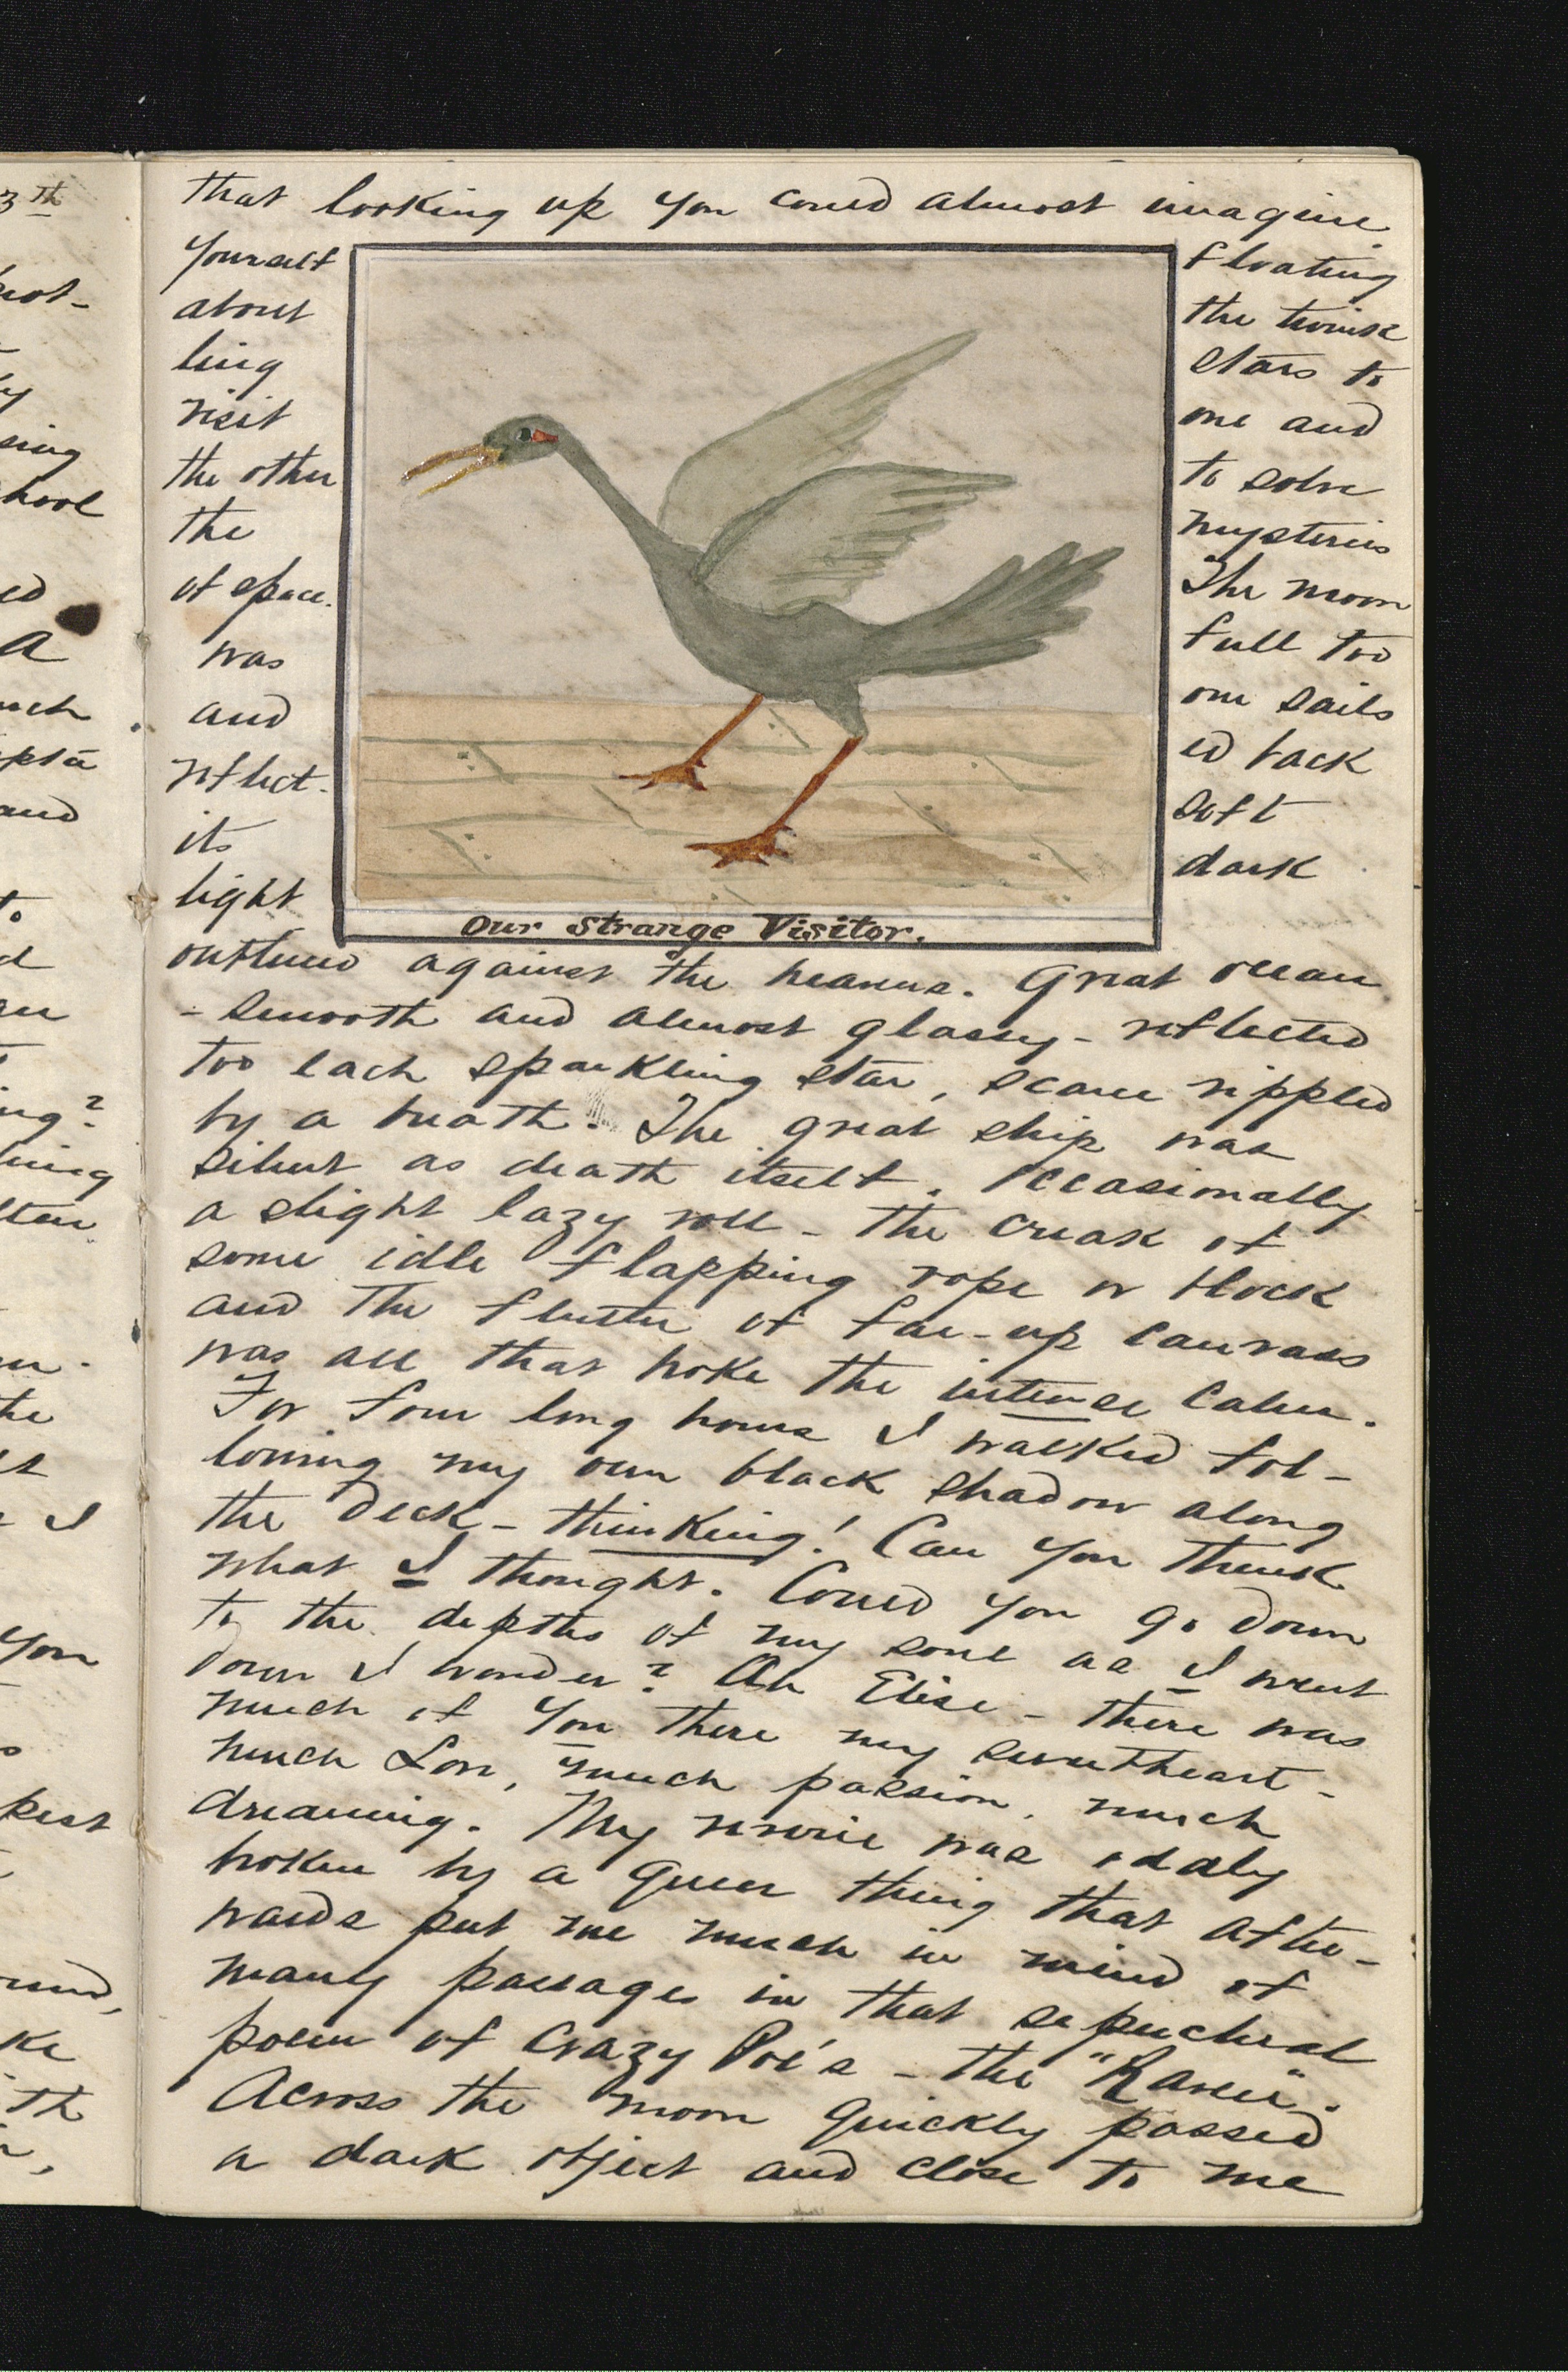 3th
that looking up you could almost imagine
yourself floating
about the twink
ling stars to
visit one and
the other to solve
the mysteries
of space. The moon
was full too
and our sails
reflect- ed back
its soft
light dark
Our Strange Visitor.
outlined against the heavens. Great ocean
- smooth and almost glassy - reflected
too each sparkling star, scarce rippled
by a breath. The great ship was
silent as death itself. Occasionally
a slight lazy roll - the creak of
some idle flapping rope or block
and the flutter of far-up canvass
was all that broke the intense calm.
For four long hours I walked fol-
lowing my own black shadow along
the deck - thinking! Can you think
what I thought. Could you go down
to the depths of my soul as I went
down I wonder? Ah Elise - there was
much of you there my sweetheart -
much Love, much passion, much
dreaming. My reverie was oddly
broken by a queer thing that after-
wards put me much in mind of
many passages in that sepulchral
poem of Crazy Poe's - the "Raven".
Across the moon quickly passed
a dark object and close to me